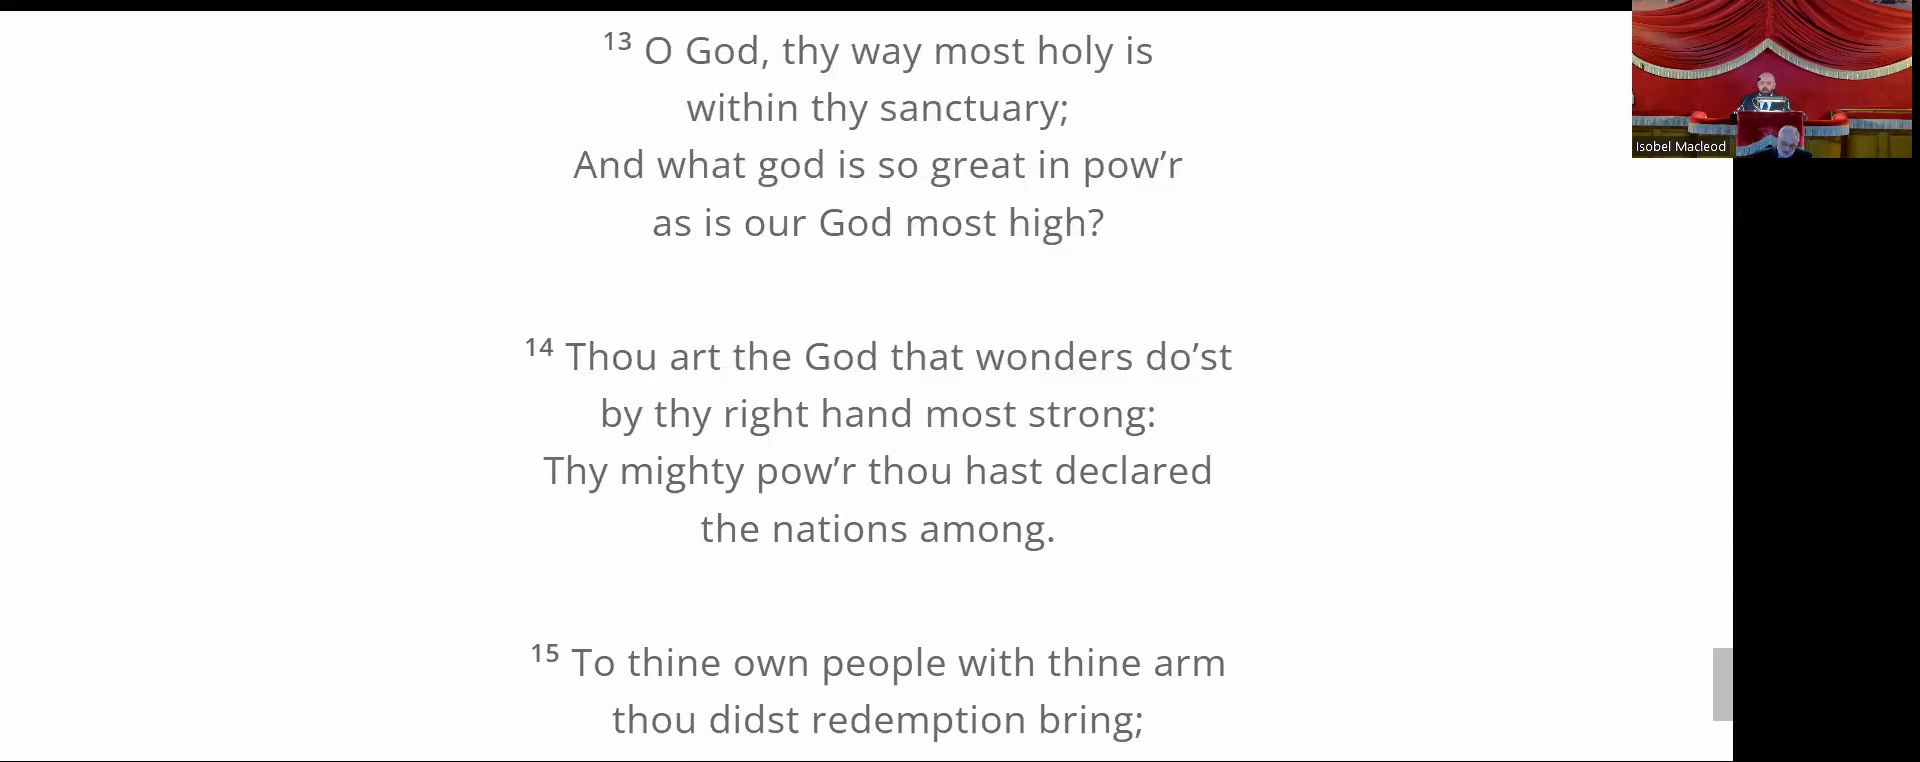 13 O God, thy way most holy is
within thy sanctuary;
And what god is so great in pow’r
as is our God most high?
14 Thou art the God that wonders do’st
by thy right hand most strong:
Thy mighty pow’r thou hast declared
the nations among.
15 To thine own people with thine arm
thou didst redemption bring;
Isobel Macleod